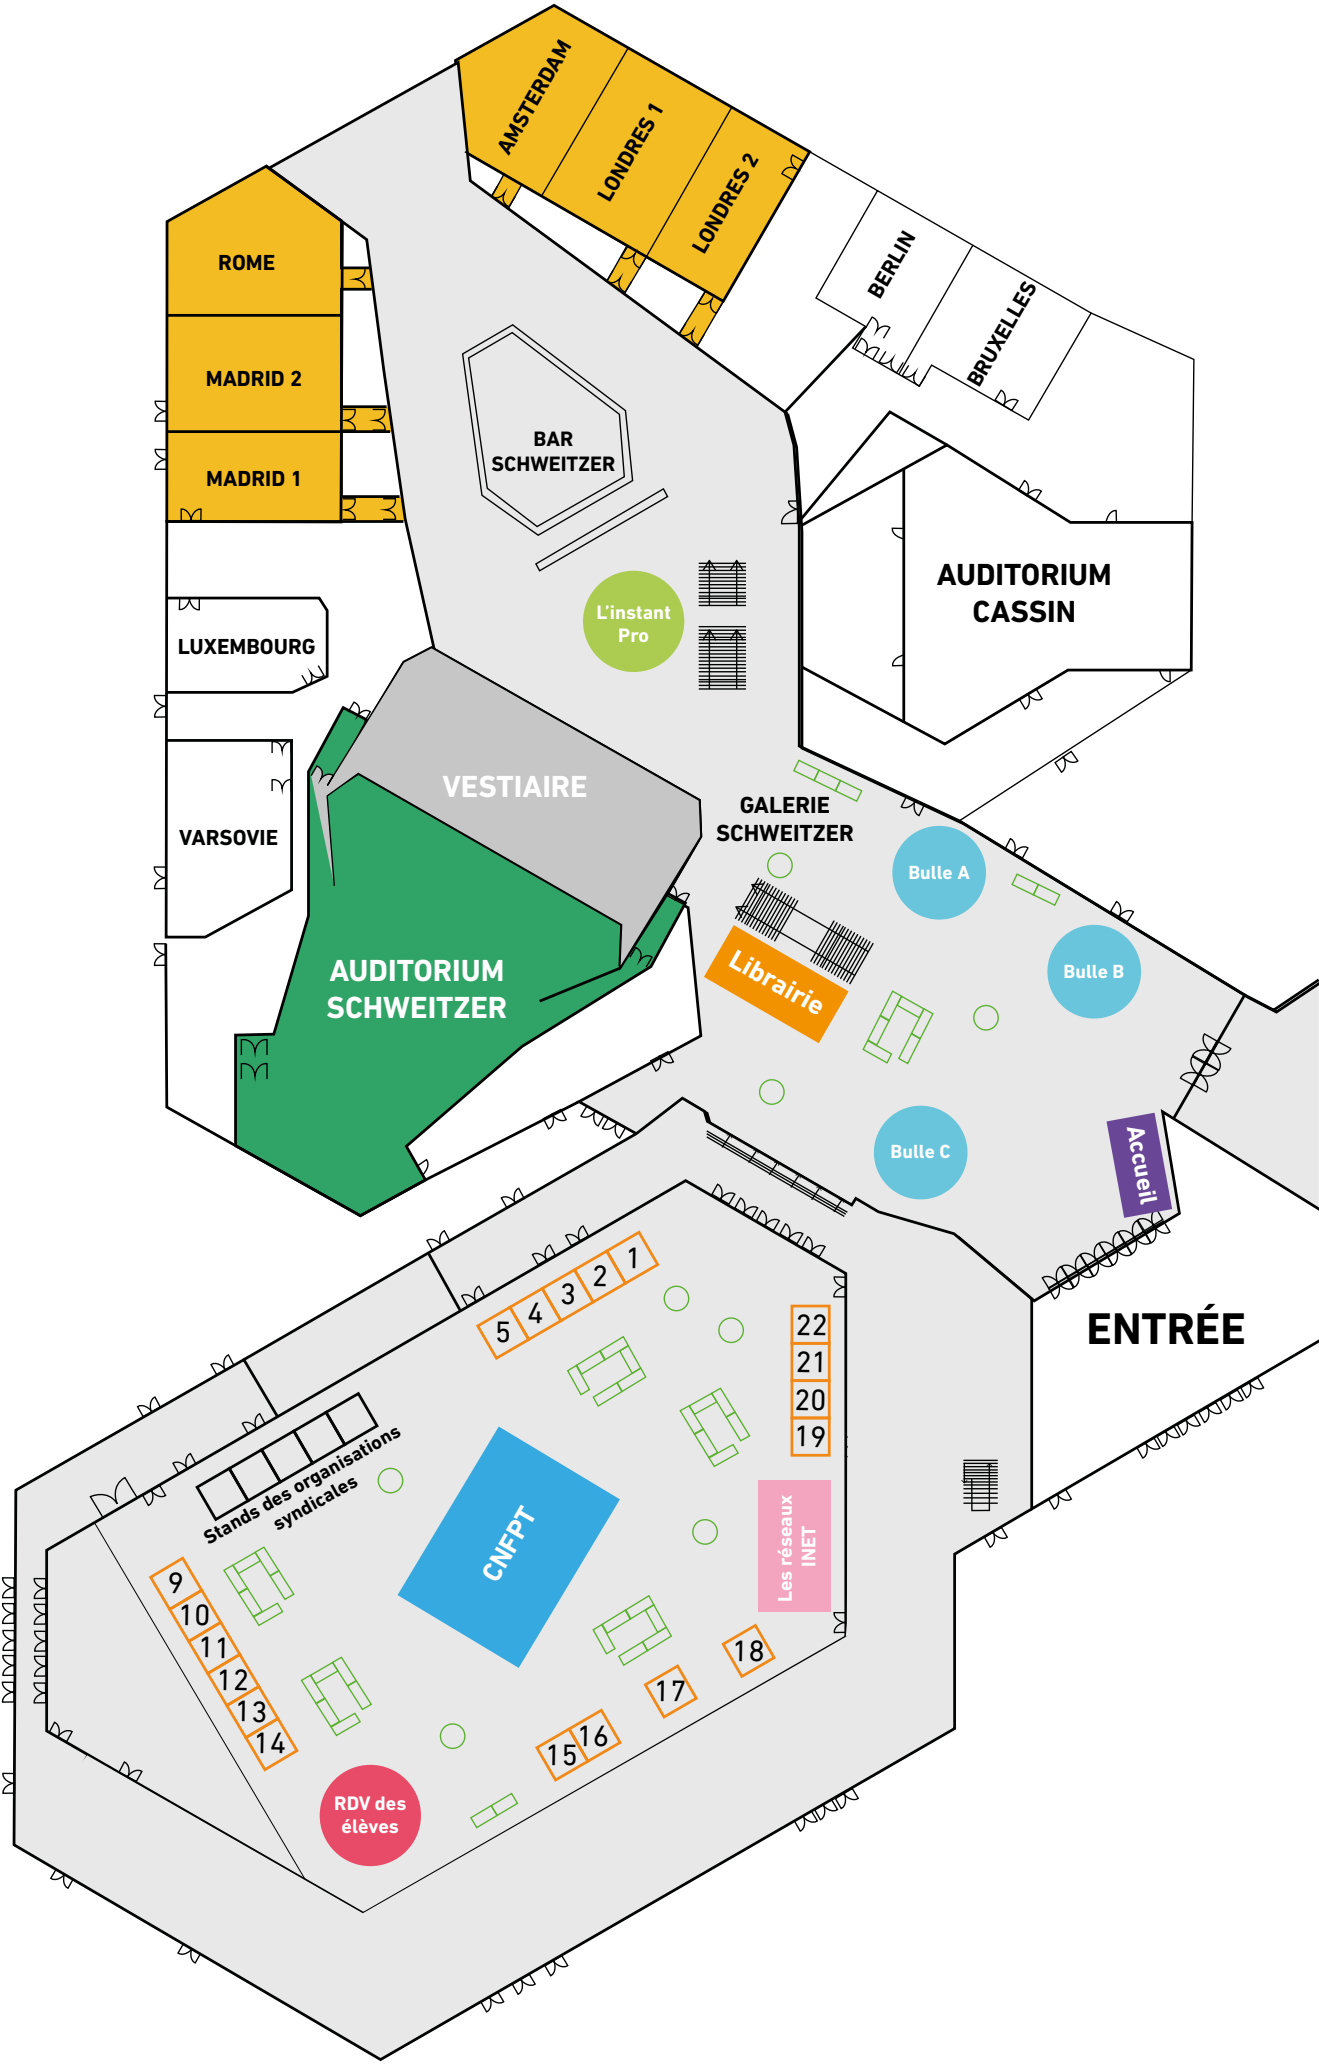 AMSTERDAM
LONDRES 1
LONDRES 2
BERLIN
BRUXELLES
ROME
MADRID 2
MADRID 1
BAR
SCHWEITZER
L'instant
Pro
AUDITORIUM
CASSIN
LUXEMBOURG
VARSOVIE
VESTIAIRE
GALERIE
SCHWEITZER
AUDITORIUM
SCHWEITZER
Bulle A
Bulle B
Librairie
Bulle C
Accueil
ENTRÉE
1
2
3
4
5
22
21
20
19
Stands des organisations
syndicales
CNFPT
Les réseaux
INET
9
10
11
12
13
14
18
17
16
15
RDV des
élèves